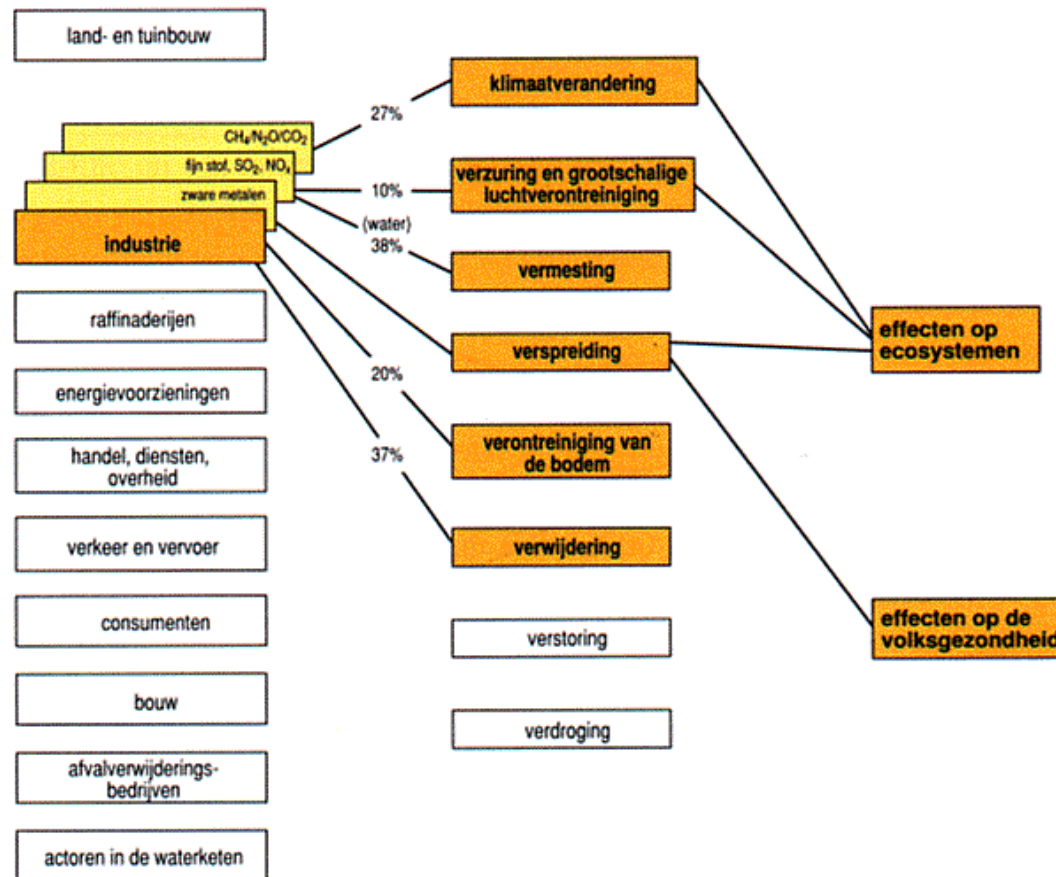 land- en tuinbouw
CH₄/N₂O/CO₂
fijn stof, SO₂, NOₓ
zware metalen
industrie
raffinaderijen
energievoorzieningen
handel, diensten,
overheid
verkeer en vervoer
consumenten
bouw
afvalverwijderings-
bedrijven
actoren in de waterketen
27%
10%
(water)
38%
20%
37%
klimaatverandering
verzuring en grootschalige
luchtverontreiniging
vermesting
verspreiding
verontreiniging van
de bodem
verwijdering
verstoring
verdroging
effecten op
ecosystemen
effecten op de
volksgezondheid